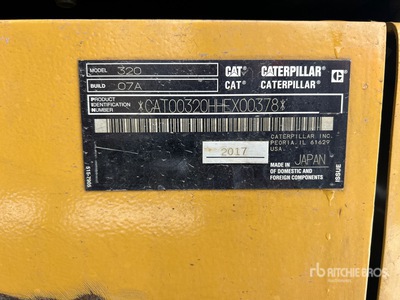 MODEL 320 CAT CATERPILLAR C
BUILD 07A CAT CATERPILLAR
PRODUCT IDENTIFICATION NUMBER *CAT00320HHEX00378*
CATERPILLAR INC.
PEORIA, IL 61629
USA
2017
MADE IN JAPAN
OF DOMESTIC AND
FOREIGN COMPONENTS
ISSUE
rb RITCHIE BROS.